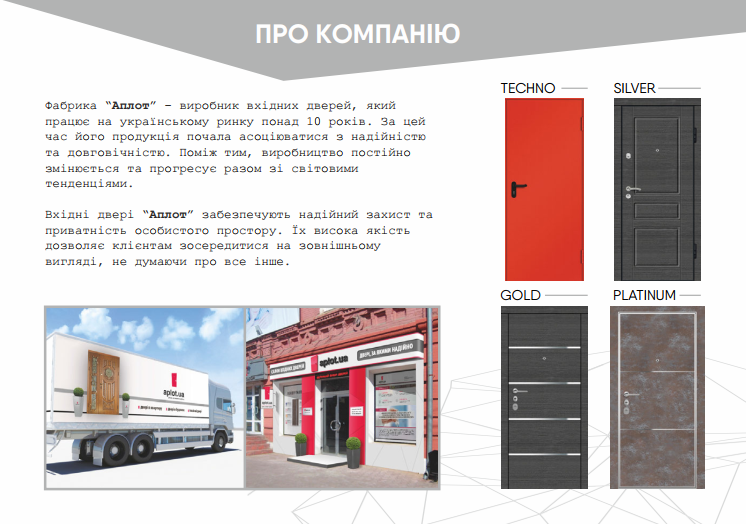 ПРО КОМПАНІЮ
Фабрика “Аплот” – виробник вхідних дверей, який
працює на українському ринку понад 10 років. За цей
час його продукція почала асоціюватися з надійністю
та довговічністю. Поміж тим, виробництво постійно
змінюється та прогресує разом зі світовими
тенденціями.
Вхідні двері “Аплот” забезпечують надійний захист та
приватність особистого простору. Їх висока якість
дозволяє клієнтам зосередитися на зовнішньому
вигляді, не думаючи про все інше.
TECHNO
SILVER
GOLD
PLATINUM
aplot.ua
САЛОН ВХІДНИХ ДВЕРЕЙ
aplot.ua
ДВЕРІ, ЗА ЯКИМИ НАДІЙНО